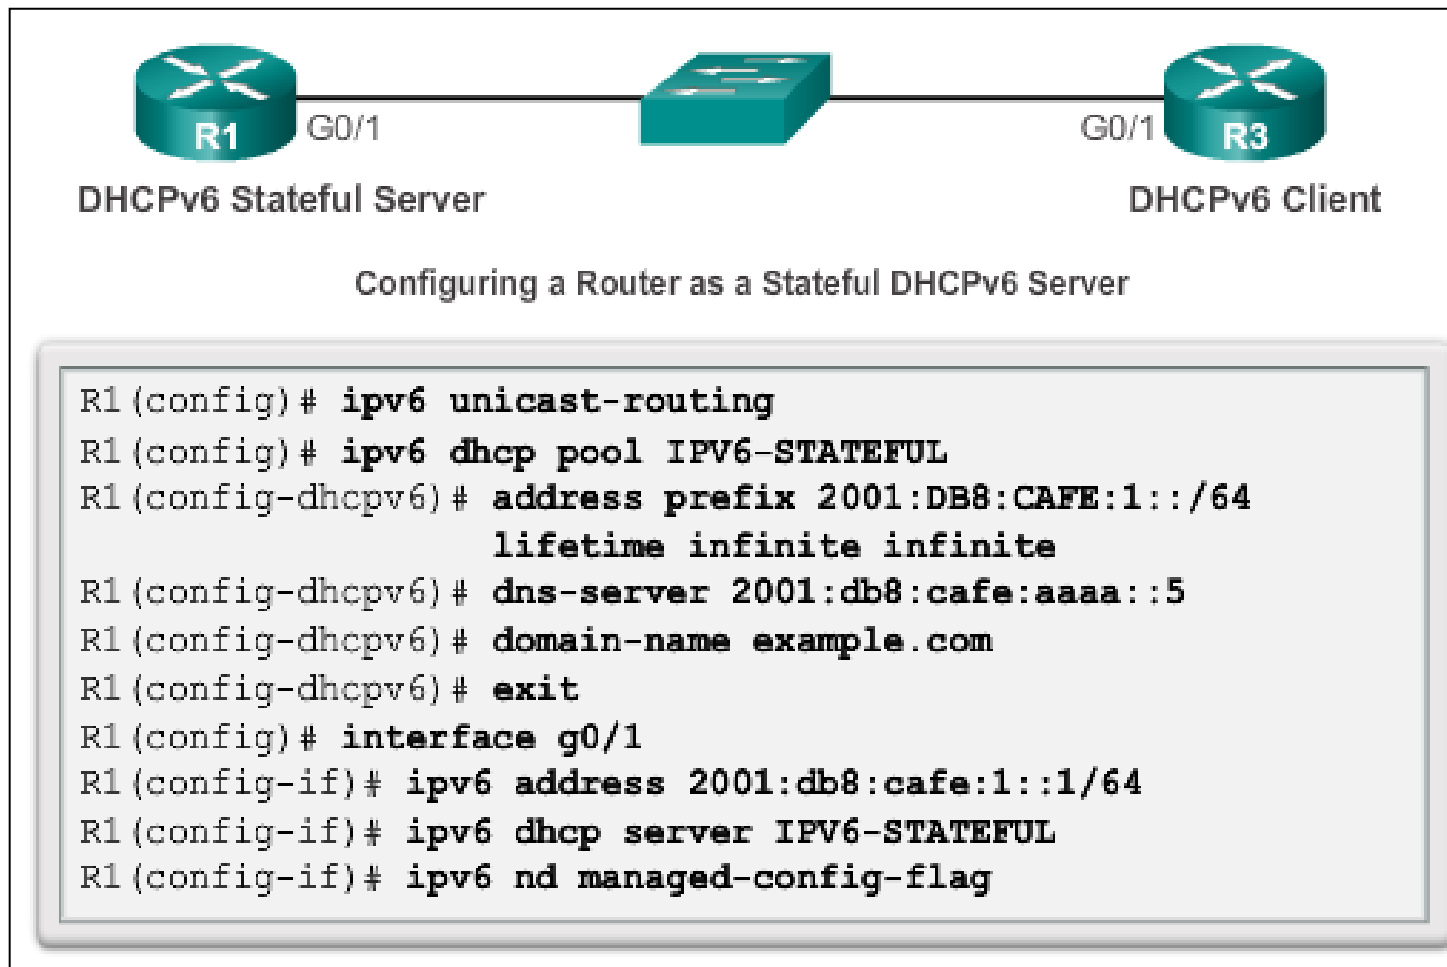 R1
G0/1
G0/1
R3
DHCPv6 Stateful Server
DHCPv6 Client
Configuring a Router as a Stateful DHCPv6 Server
R1(config)# ipv6 unicast-routing
R1(config)# ipv6 dhcp pool IPV6-STATEFUL
R1(config-dhcpv6)# address prefix 2001:DB8:CAFE:1::/64
lifetime infinite infinite
R1(config-dhcpv6)# dns-server 2001:db8:cafe:aaaa::5
R1(config-dhcpv6)# domain-name example.com
R1(config-dhcpv6)# exit
R1(config)# interface g0/1
R1(config-if)# ipv6 address 2001:db8:cafe:1::1/64
R1(config-if)# ipv6 dhcp server IPV6-STATEFUL
R1(config-if)# ipv6 nd managed-config-flag